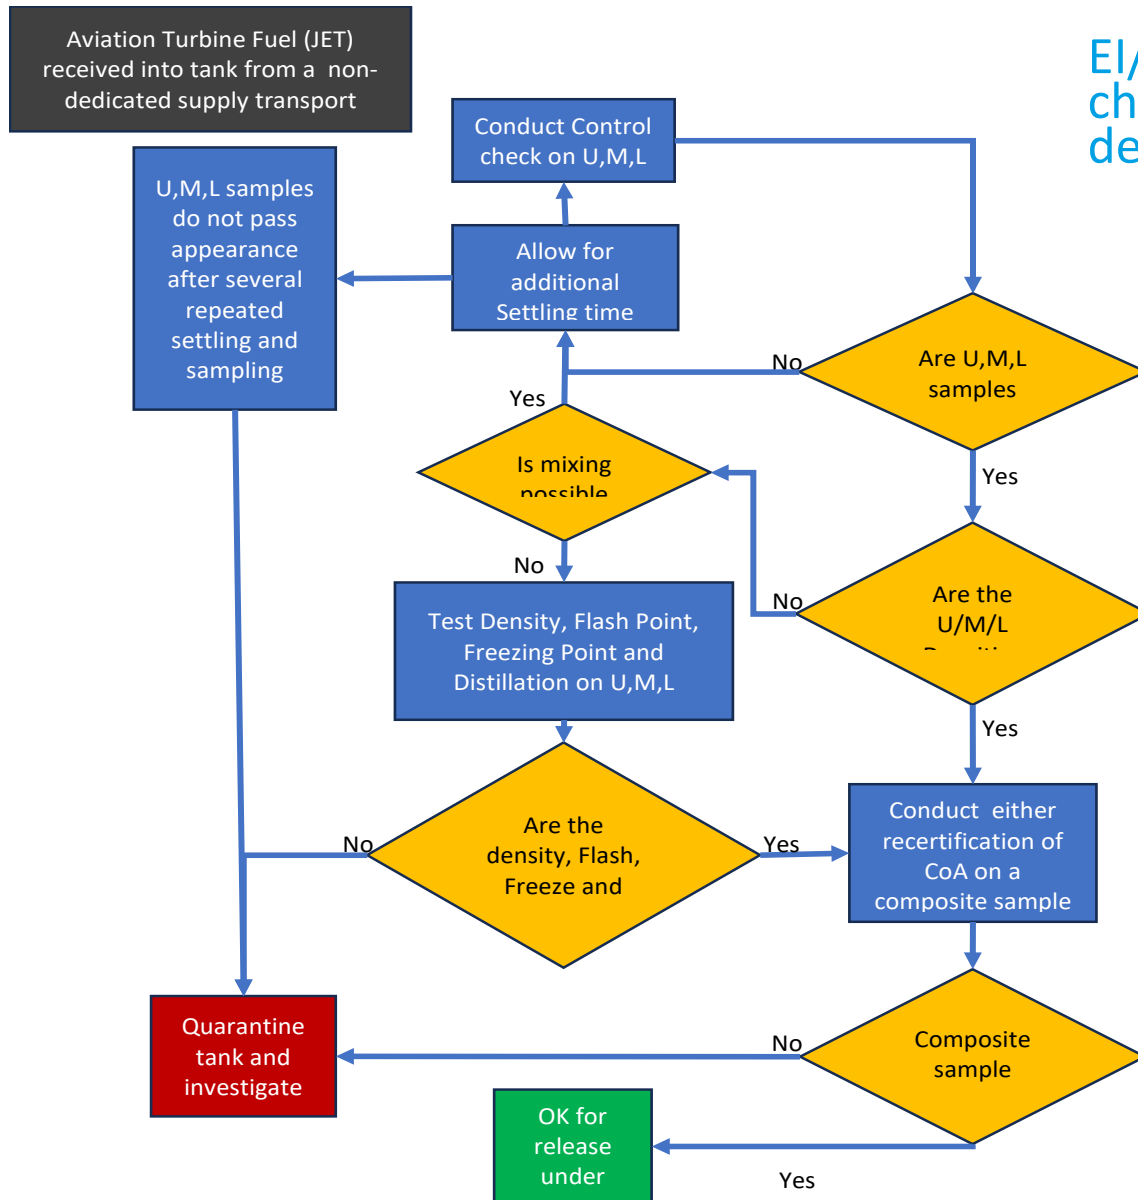 Aviation Turbine Fuel (JET)
received into tank from a non-
dedicated supply transport
EI/
ch
de
Conduct Control
check on U,M,L
U,M,L samples
do not pass
appearance
after several
repeated
settling and
sampling
Allow for
additional
Settling time
No
Are U,M,L
samples
Yes
Is mixing
possible
Yes
No
No
Are the
U/M/L
Test Density, Flash Point,
Freezing Point and
Distillation on U,M,L
Yes
No
Are the
density, Flash,
Freeze and
Yes
Conduct either
recertification of
CoA on a
composite sample
Quarantine
tank and
investigate
No
Composite
sample
OK for
release
under
Yes